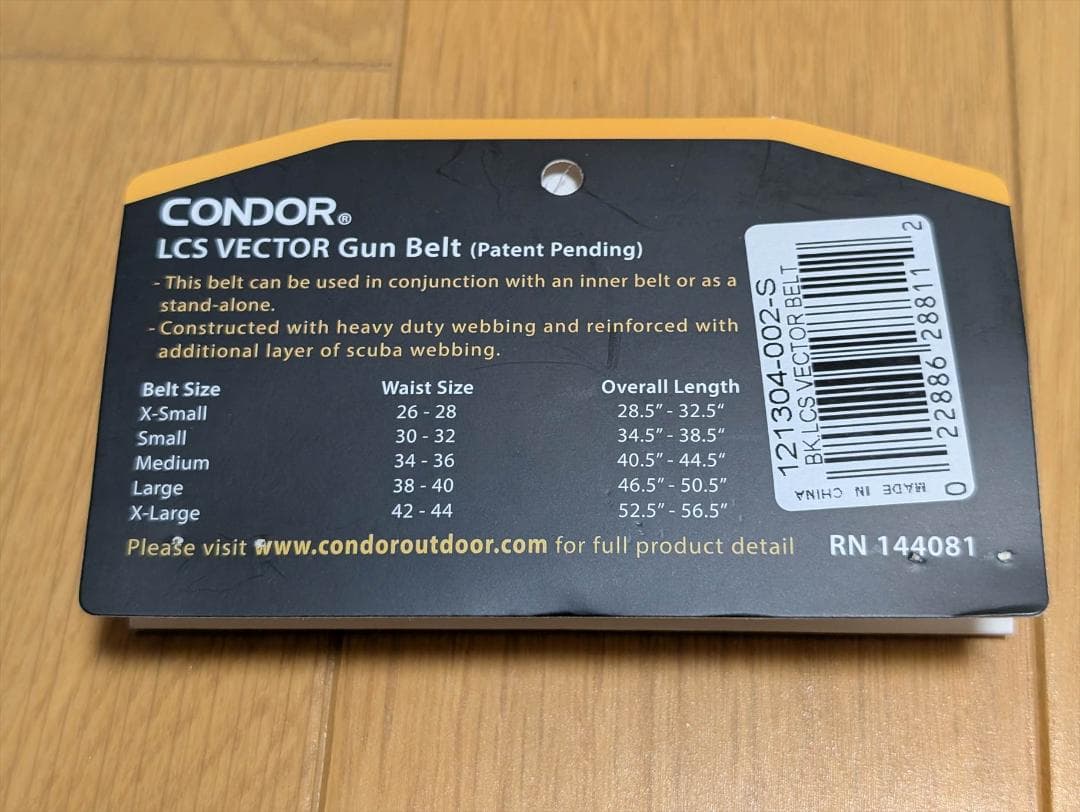 CONDOR®
LCS VECTOR Gun Belt (Patent Pending)
- This belt can be used in conjunction with an inner belt or as a
stand-alone.
- Constructed with heavy duty webbing and reinforced with
additional layer of scuba webbing.
Belt Size Waist Size Overall Length
X-Small 26 - 28 28.5” - 32.5“
Small 30 - 32 34.5” - 38.5“
Medium 34 - 36 40.5” - 44.5“
Large 38 - 40 46.5” - 50.5”
X-Large 42 - 44 52.5” - 56.5”
Please visit www.condoroutdoor.com for full product detail
RN 144081
121304-002-S
BK.LCS VECTOR BELT
0 22886 28811 2
MADE IN CHINA